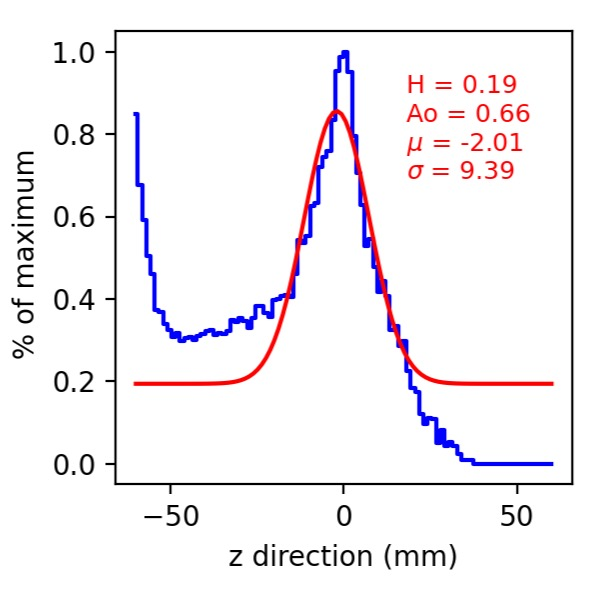 1.0
0.8
0.6
0.4
0.2
0.0
% of maximum
H = 0.19
Ao = 0.66
μ = -2.01
σ = 9.39
−50
0
50
z direction (mm)